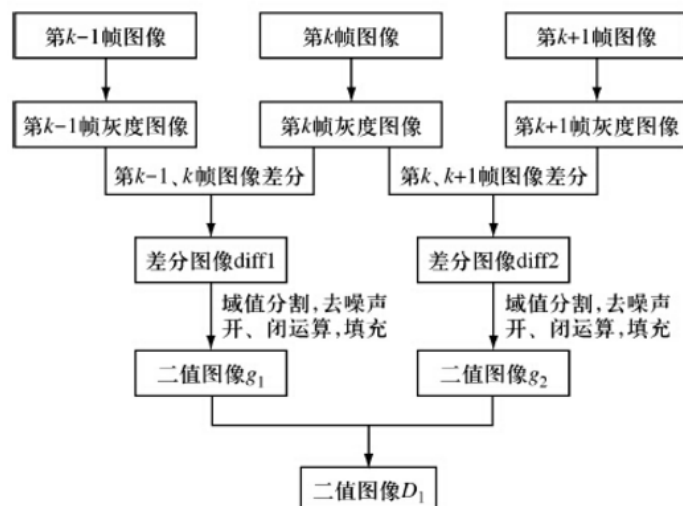 第k-1帧图像
第k帧图像
第k+1帧图像
第k-1帧灰度图像
第k帧灰度图像
第k+1帧灰度图像
第k-1、k帧图像差分
第k、k+1帧图像差分
差分图像diff1
差分图像diff2
域值分割,去噪声
开、闭运算,填充
域值分割,去噪声
开、闭运算,填充
二值图像g₁
二值图像g₂
二值图像D₁